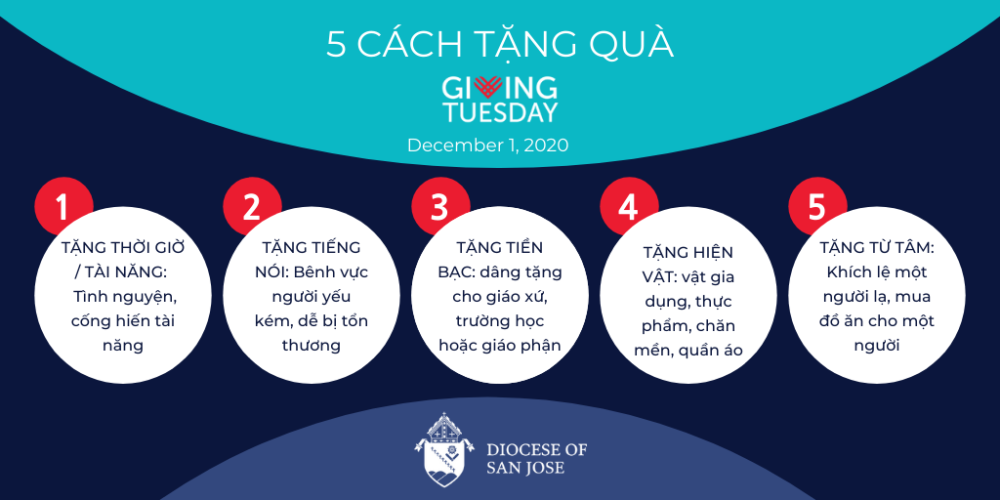 5 CÁCH TẶNG QUÀ
GIVING
TUESDAY
December 1, 2020
1
TẶNG THỜI GIỜ
/ TÀI NĂNG:
Tình nguyện,
cống hiến tài
năng
2
TẶNG TIẾNG
NÓI: Bênh vực
người yếu
kém, dễ bị tổn
thương
3
TẶNG TIỀN
BẠC: dâng tặng
cho giáo xứ,
trường học
hoặc giáo phận
4
TẶNG HIỆN
VẬT: vật gia
dụng, thực
phẩm, chăn
mền, quần áo
5
TẶNG TỪ TÂM:
Khích lệ một
người lạ, mua
đồ ăn cho một
người
DIOCESE OF
SAN JOSE